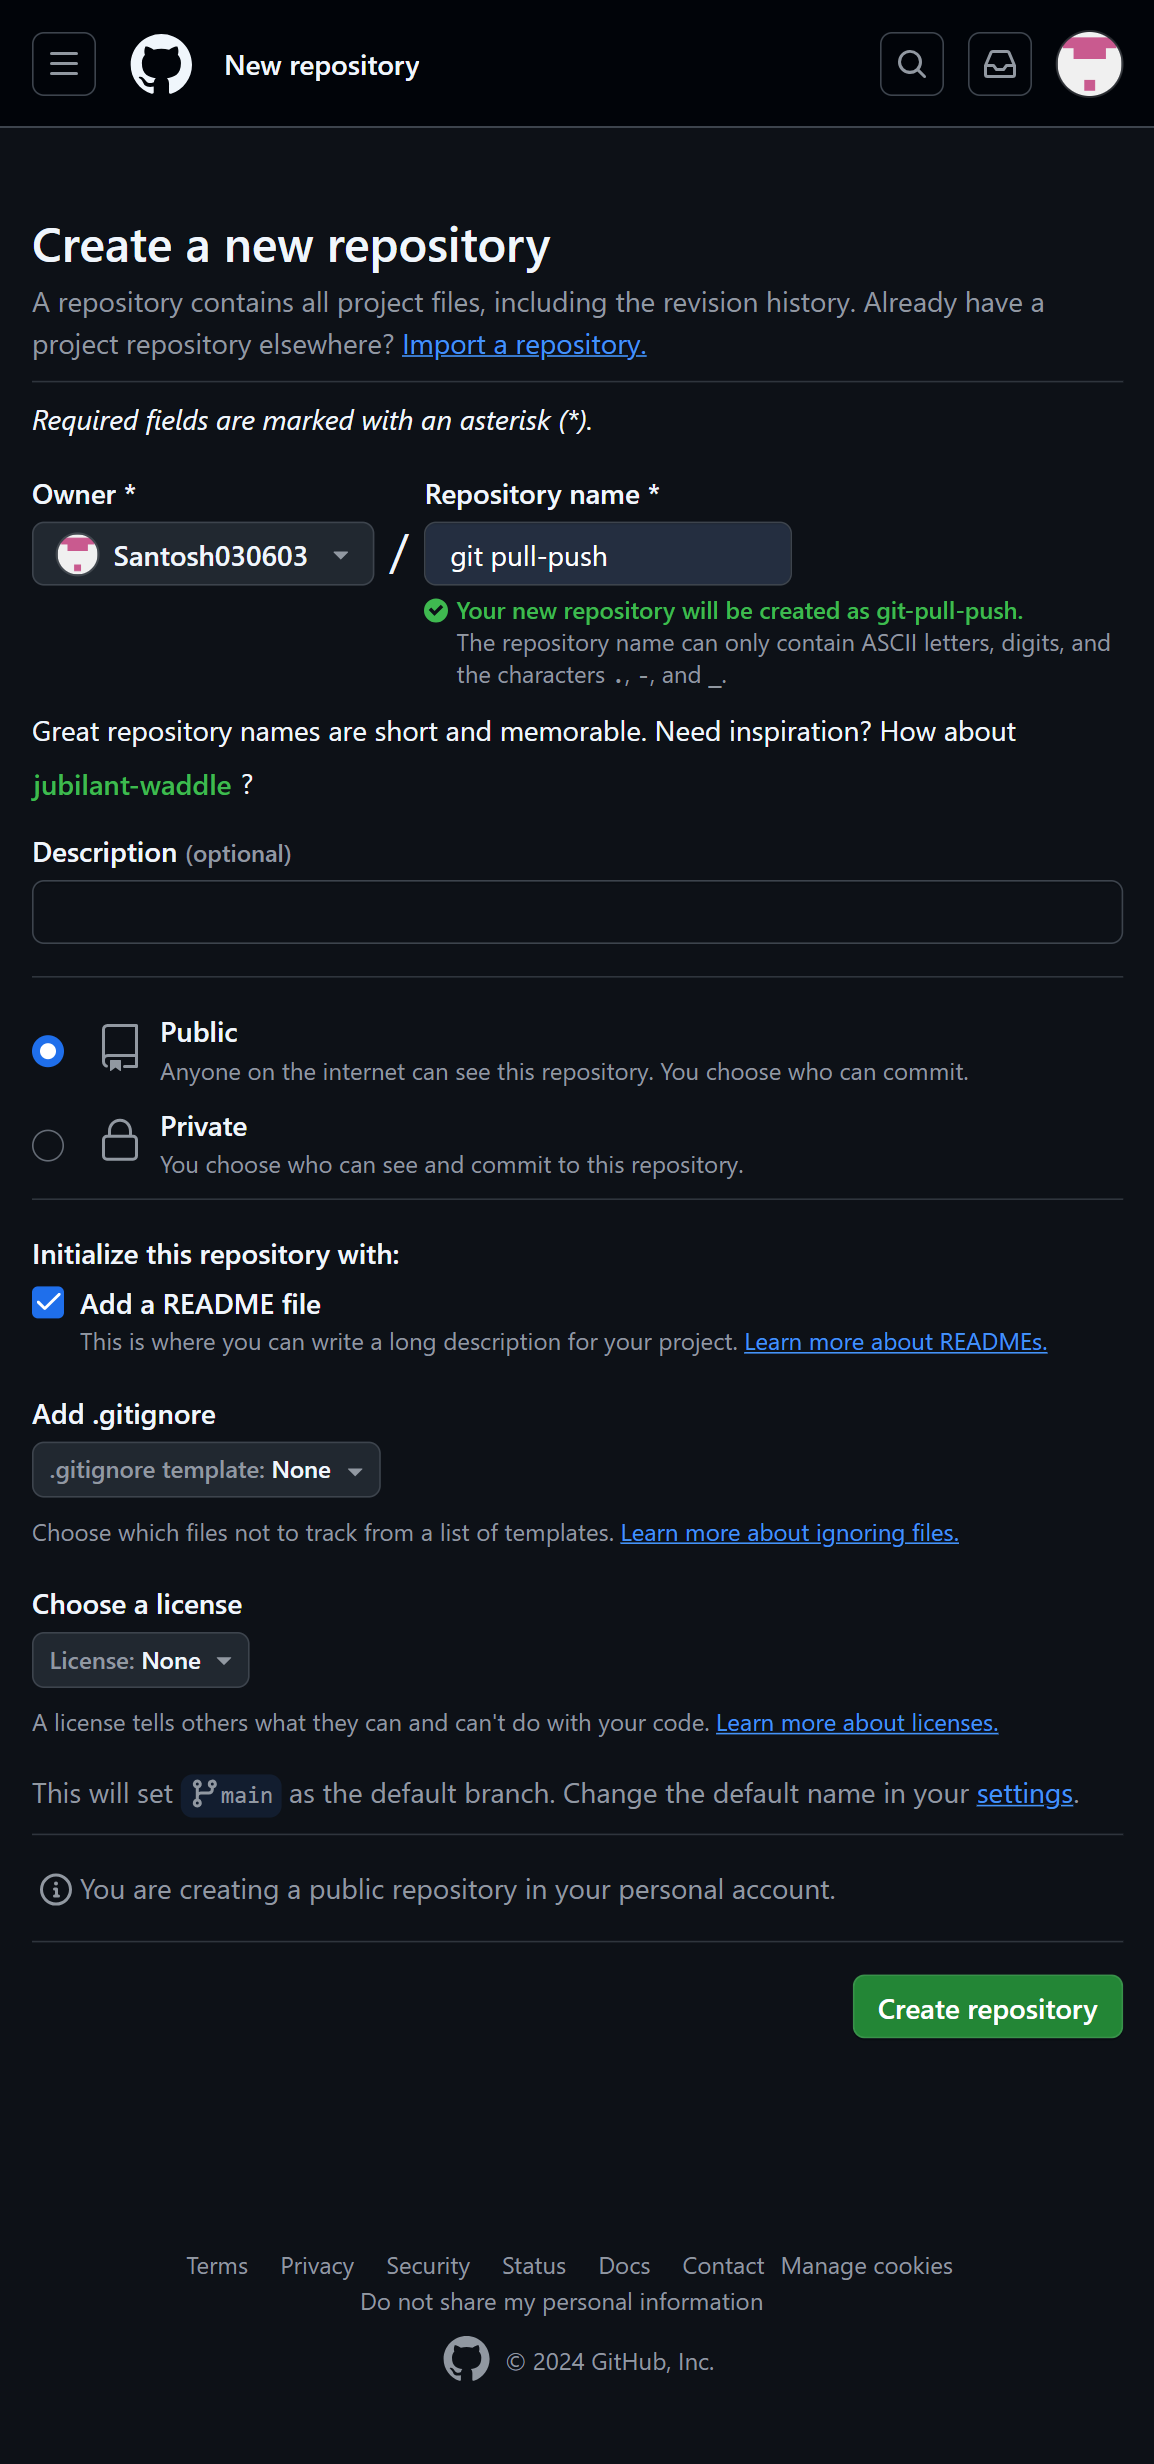 New repository
Create a new repository
A repository contains all project files, including the revision history. Already have a
project repository elsewhere? Import a repository.
Required fields are marked with an asterisk (*).
Owner *
Repository name *
Santosh030603 / git pull-push
Your new repository will be created as git-pull-push.
The repository name can only contain ASCII letters, digits, and
the characters ., -, and _.
Great repository names are short and memorable. Need inspiration? How about
jubilant-waddle ?
Description (optional)
Public
Anyone on the internet can see this repository. You choose who can commit.
Private
You choose who can see and commit to this repository.
Initialize this repository with:
Add a README file
This is where you can write a long description for your project. Learn more about READMEs.
Add .gitignore
.gitignore template: None
Choose which files not to track from a list of templates. Learn more about ignoring files.
Choose a license
License: None
A license tells others what they can and can't do with your code. Learn more about licenses.
This will set main as the default branch. Change the default name in your settings.
You are creating a public repository in your personal account.
Create repository
Terms Privacy Security Status Docs Contact Manage cookies
Do not share my personal information
© 2024 GitHub, Inc.